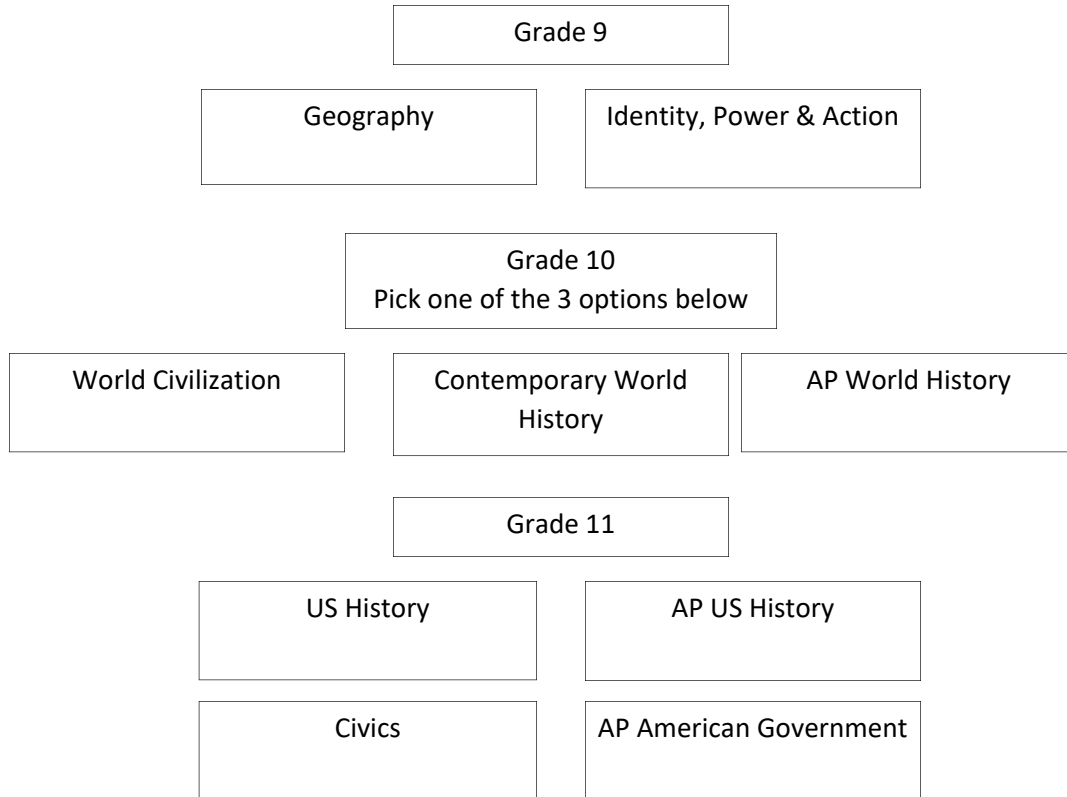 Grade 9
Geography
Identity, Power & Action
Grade 10
Pick one of the 3 options below
World Civilization
Contemporary World
History
AP World History
Grade 11
US History
AP US History
Civics
AP American Government